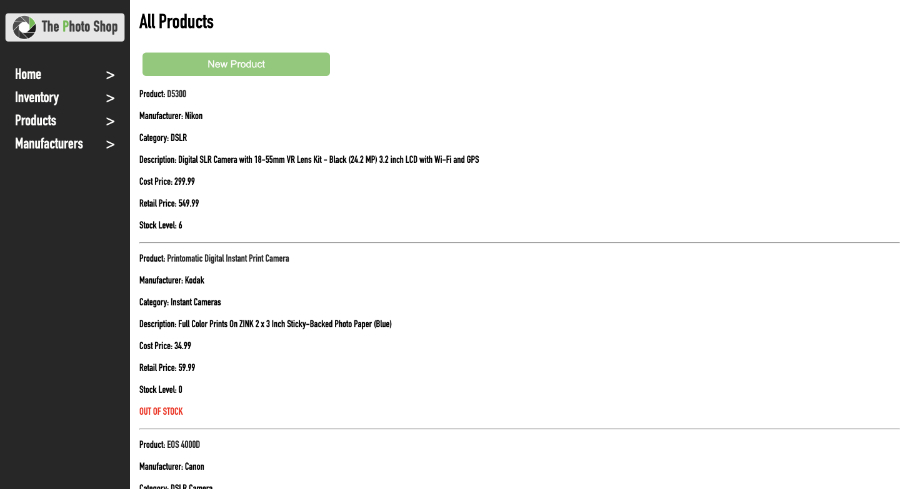 The Photo Shop
Home >
Inventory >
Products >
Manufacturers >
All Products
New Product
Product: D5300
Manufacturer: Nikon
Category: DSLR
Description: Digital SLR Camera with 18-55mm VR Lens Kit - Black (24.2 MP) 3.2 inch LCD with Wi-Fi and GPS
Cost Price: 299.99
Retail Price: 549.99
Stock Level: 6
Product: Printomatic Digital Instant Print Camera
Manufacturer: Kodak
Category: Instant Cameras
Description: Full Color Prints On ZINK 2 x 3 Inch Sticky-Backed Photo Paper (Blue)
Cost Price: 34.99
Retail Price: 59.99
Stock Level: 0
OUT OF STOCK
Product: EOS 4000D
Manufacturer: Canon
Category: DSLR Camera